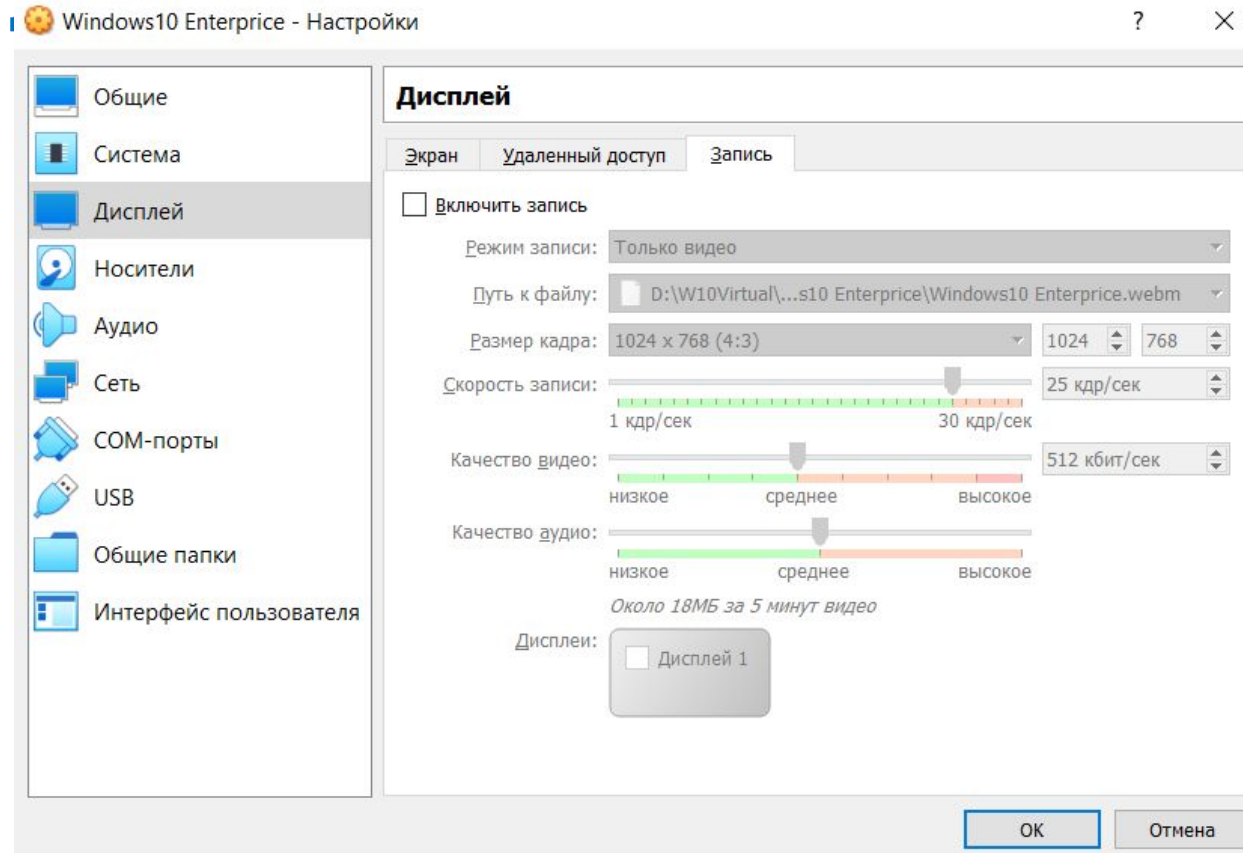 Windows10 Enterprice - Настройки ? ×
Общие
Система
Дисплей
Носители
Аудио
Сеть
COM-порты
USB
Общие папки
Интерфейс пользователя
Дисплей
Экран Удаленный доступ Запись
Включить запись
Режим записи: Только видео
Путь к файлу: D:\W10Virtual\...s10 Enterprice\Windows10 Enterprice.webm
Размер кадра: 1024 x 768 (4:3) 1024 768
Скорость записи: 25 кдр/сек
1 кдр/сек 30 кдр/сек
Качество видео: 512 кбит/сек
низкое среднее высокое
Качество аудио:
низкое среднее высокое
Около 18МБ за 5 минут видео
Дисплеи: Дисплей 1
ОК Отмена